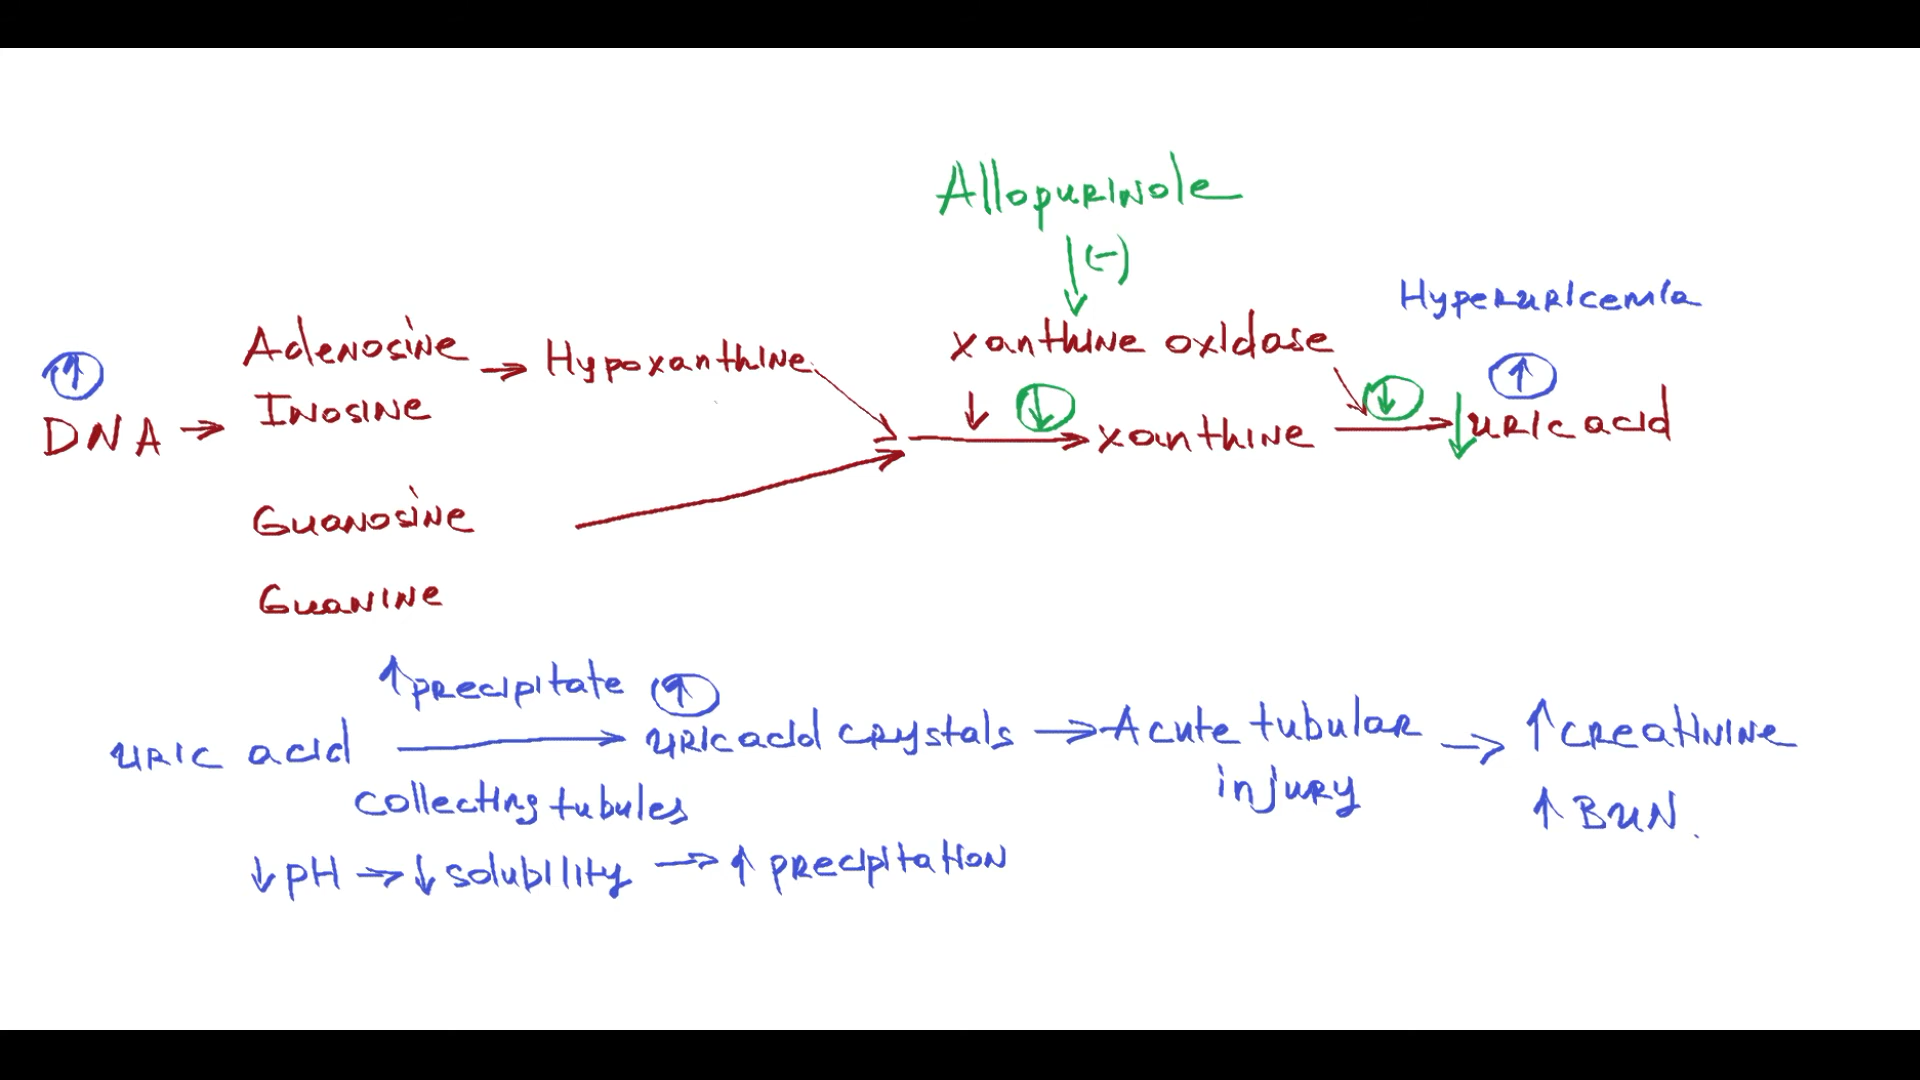 Allopurinole
↓(-)
Hyperuricemia
Adenosine → Hypoxanthine
xanthine oxidase
↑
↑
Inosine
↓ ↓
↓
DNA →
→ xanthine → ↓ uric acid
Guanosine
Guanine
↑precipitate ↑
uric acid → uric acid crystals → Acute tubular → ↑creatinine
injury
collecting tubules
↑ BUN.
↓pH → ↓ solubility → ↑ precipitation